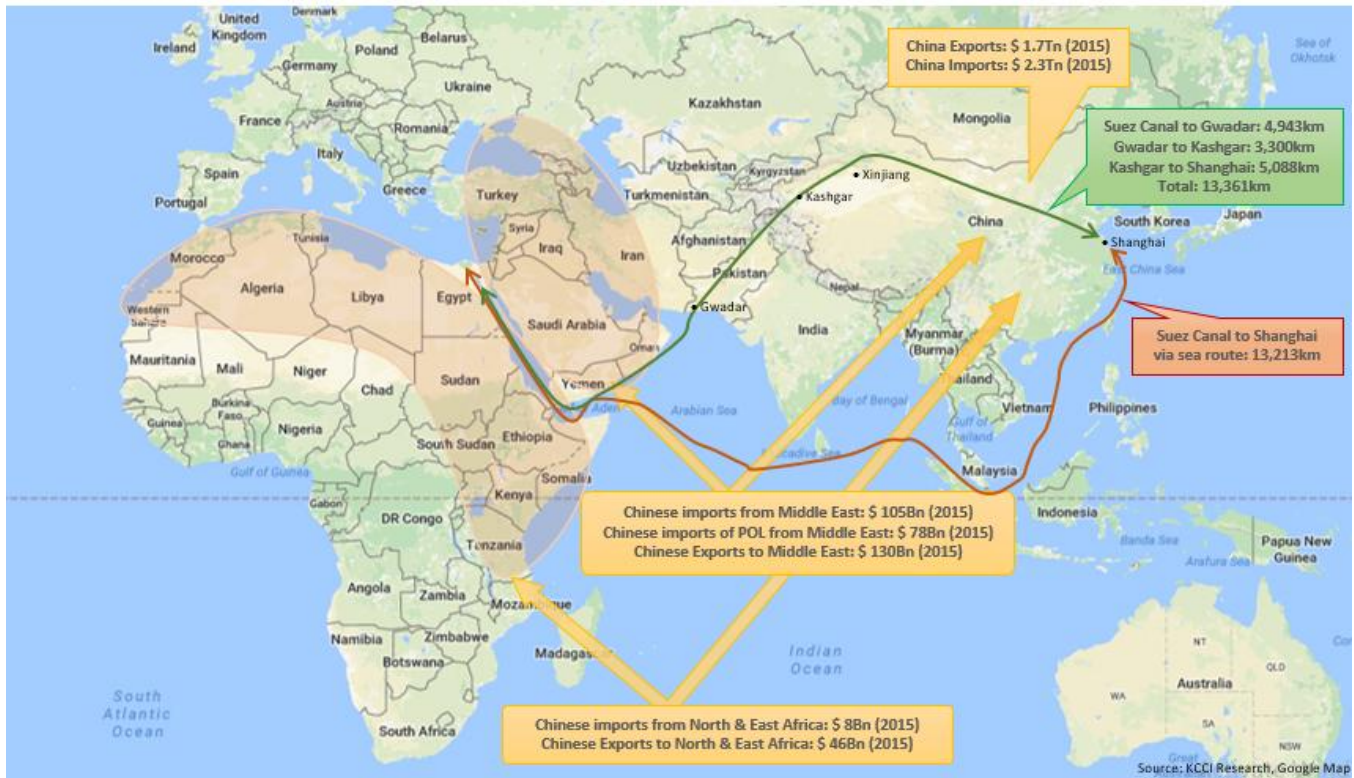 Denmark
United
Kingdom
Ireland
Belarus
Poland
Germany
Ukraine
Austria
France
Romania
Italy
Spain
Portugal
Greece
Kazakhstan
Mongolia
Sea of
Okhotsk
China Exports: $ 1.7Tn (2015)
China Imports: $ 2.3Tn (2015)
Suez Canal to Gwadar: 4,943km
Gwadar to Kashgar: 3,300km
Kashgar to Shanghai: 5,088km
Total: 13,361km
Uzbekistan
Kyrgyzstan
Turkmenistan
Turkey
Xinjiang
Kashgar
China
South Korea
Japan
Shanghai
East China Sea
Tunisia
Syria
Iraq
Iran
Afghanistan
Pakistan
Nepal
Morocco
Algeria
Libya
Egypt
Western
Sahara
Saudi Arabia
Oman
Gwadar
India
Myanmar
(Burma)
Suez Canal to Shanghai
via sea route: 13,213km
Mauritania
Mali
Niger
Chad
Sudan
Yemen
Aden
Arabian Sea
Bay of Bengal
Thailand
Vietnam
Gulf of
Thailand
Philippines
Burkina
Faso
Guinea
Ghana
Nigeria
South Sudan
Ethiopia
Somalia
Laccadive Sea
Malaysia
Gulf of Guinea
Gabon
Kenya
DR Congo
Tanzania
Chinese imports from Middle East: $ 105Bn (2015)
Chinese imports of POL from Middle East: $ 78Bn (2015)
Chinese Exports to Middle East: $ 130Bn (2015)
Indonesia
Banda Sea
Arafura Sea
Papua New
Guinea
Angola
Zambia
Mozambique
Namibia
Zimbabwe
Botswana
Madagascar
Indian
Ocean
NT
QLD
Australia
WA
SA
NSW
South
Atlantic
Ocean
South Africa
Chinese imports from North & East Africa: $ 8Bn (2015)
Chinese Exports to North & East Africa: $ 46Bn (2015)
Great
Source: KCCI Research, Google Map